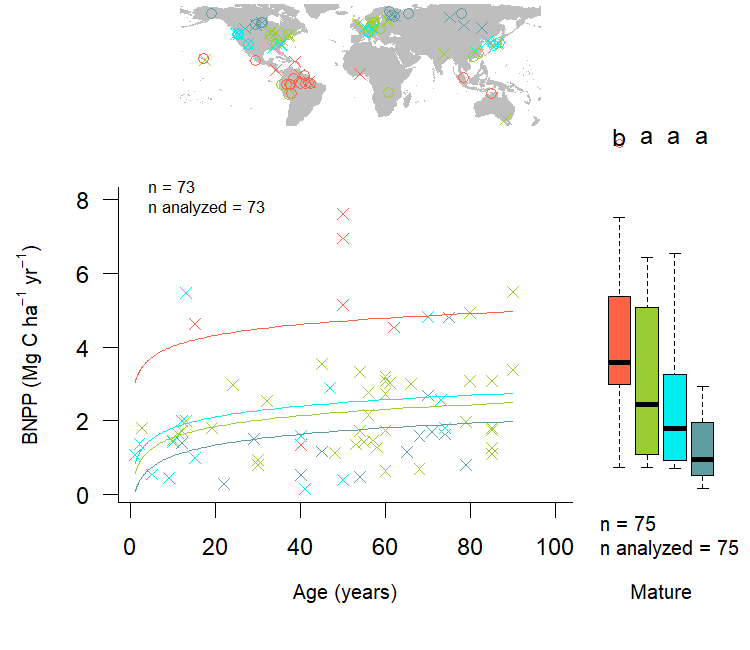 b a a a
n = 73
n analyzed = 73
8
6
4
2
0
BNPP (Mg C ha⁻¹ yr⁻¹)
0 20 40 60 80 100
Age (years)
n = 75
n analyzed = 75
Mature